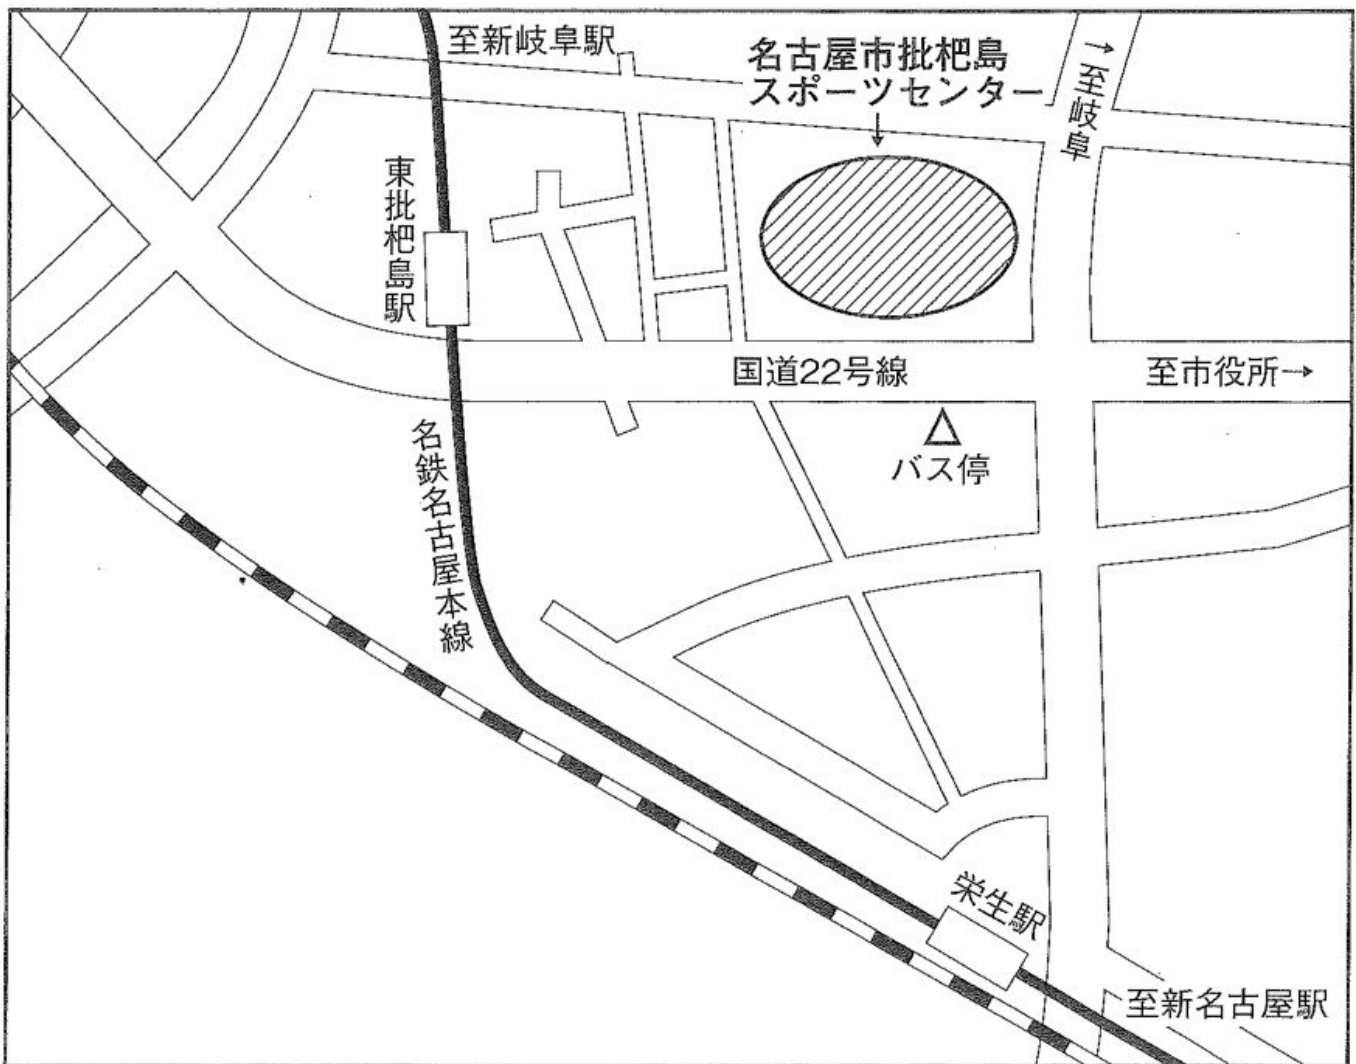 至新岐阜駅
名古屋市批杷島
スポーツセンター
→至岐阜
東批杷島駅
国道22号線
至市役所→
バス停
名鉄名古屋本線
栄生駅
至新名古屋駅